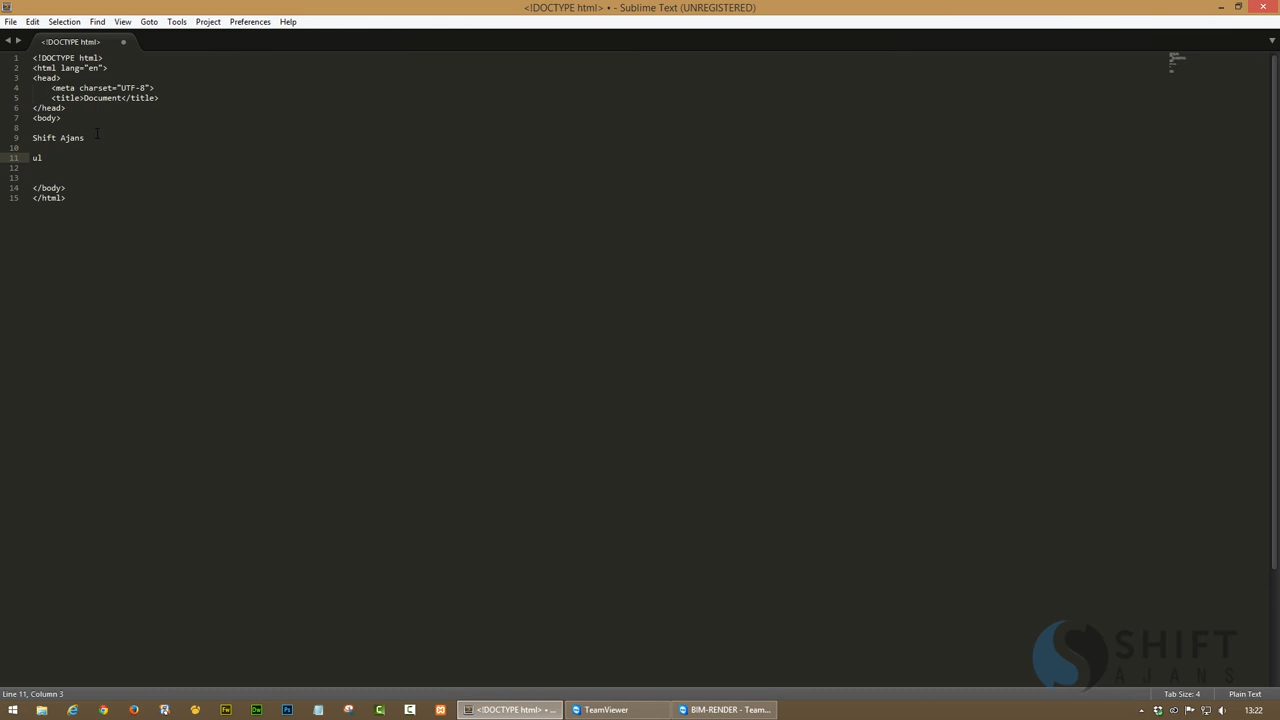 <!DOCTYPE html> • - Sublime Text (UNREGISTERED)
File Edit Selection Find View Goto Tools Project Preferences Help
<!DOCTYPE html>
1 <!DOCTYPE html>
2 <html lang="en">
3 <head>
4 <meta charset="UTF-8">
5 <title>Document</title>
6 </head>
7 <body>
8
9 Shift Ajans
10
11 ul
12
13
14 </body>
15 </html>
SHIFT
AJANS
Line 11, Column 3 Tab Size: 4 Plain Text
<!DOCTYPE html> • ... TeamViewer BIM-RENDER - Team... 13:22